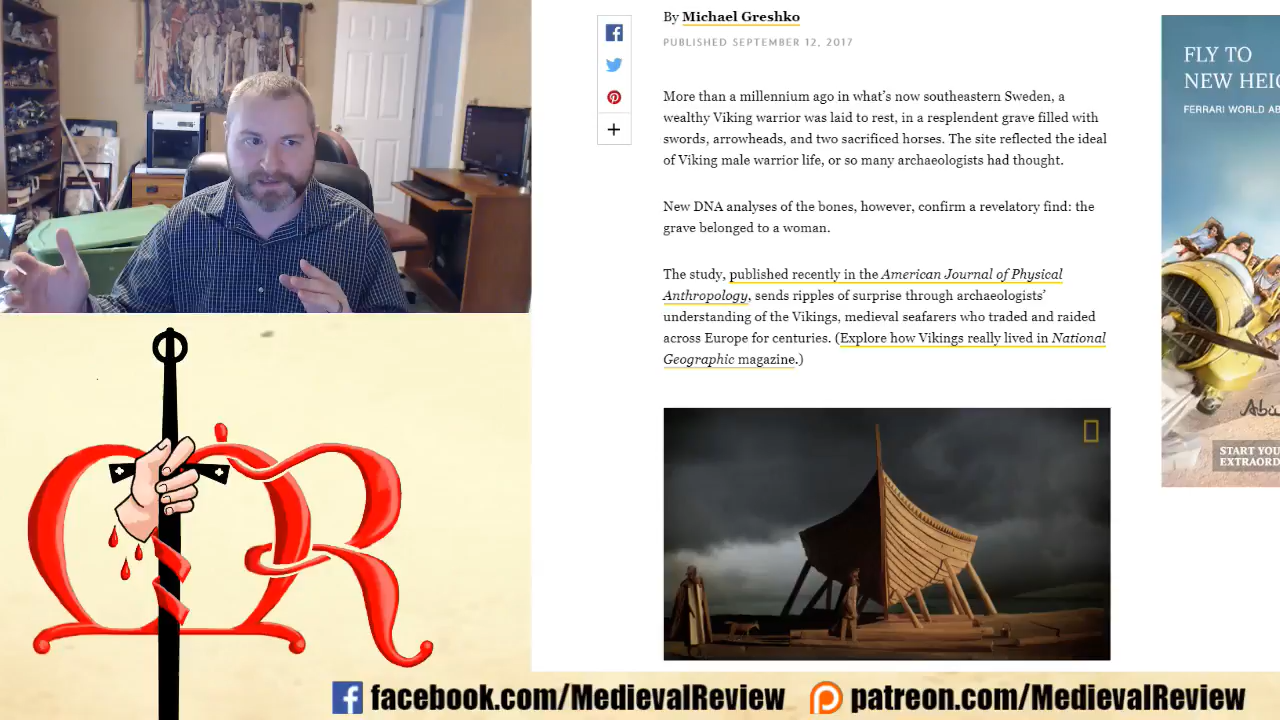 By Michael Greshko
PUBLISHED SEPTEMBER 12, 2017
More than a millennium ago in what's now southeastern Sweden, a
wealthy Viking warrior was laid to rest, in a resplendent grave filled with
swords, arrowheads, and two sacrificed horses. The site reflected the ideal
of Viking male warrior life, or so many archaeologists had thought.
New DNA analyses of the bones, however, confirm a revelatory find: the
grave belonged to a woman.
The study, published recently in the American Journal of Physical
Anthropology, sends ripples of surprise through archaeologists'
understanding of the Vikings, medieval seafarers who traded and raided
across Europe for centuries. (Explore how Vikings really lived in National
Geographic magazine.)
FLY TO
NEW HEIG
FERRARI WORLD AB
Abu
START YOU
EXTRAORD
MR
facebook.com/MedievalReview
patreon.com/MedievalReview